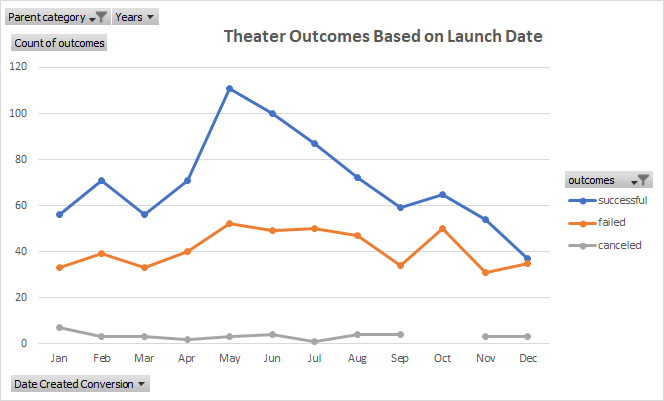 Parent category Years
Count of outcomes
Theater Outcomes Based on Launch Date
120
100
80
60
40
20
0
Jan Feb Mar Apr May Jun Jul Aug Sep Oct Nov Dec
outcomes
successful
failed
canceled
Date Created Conversion